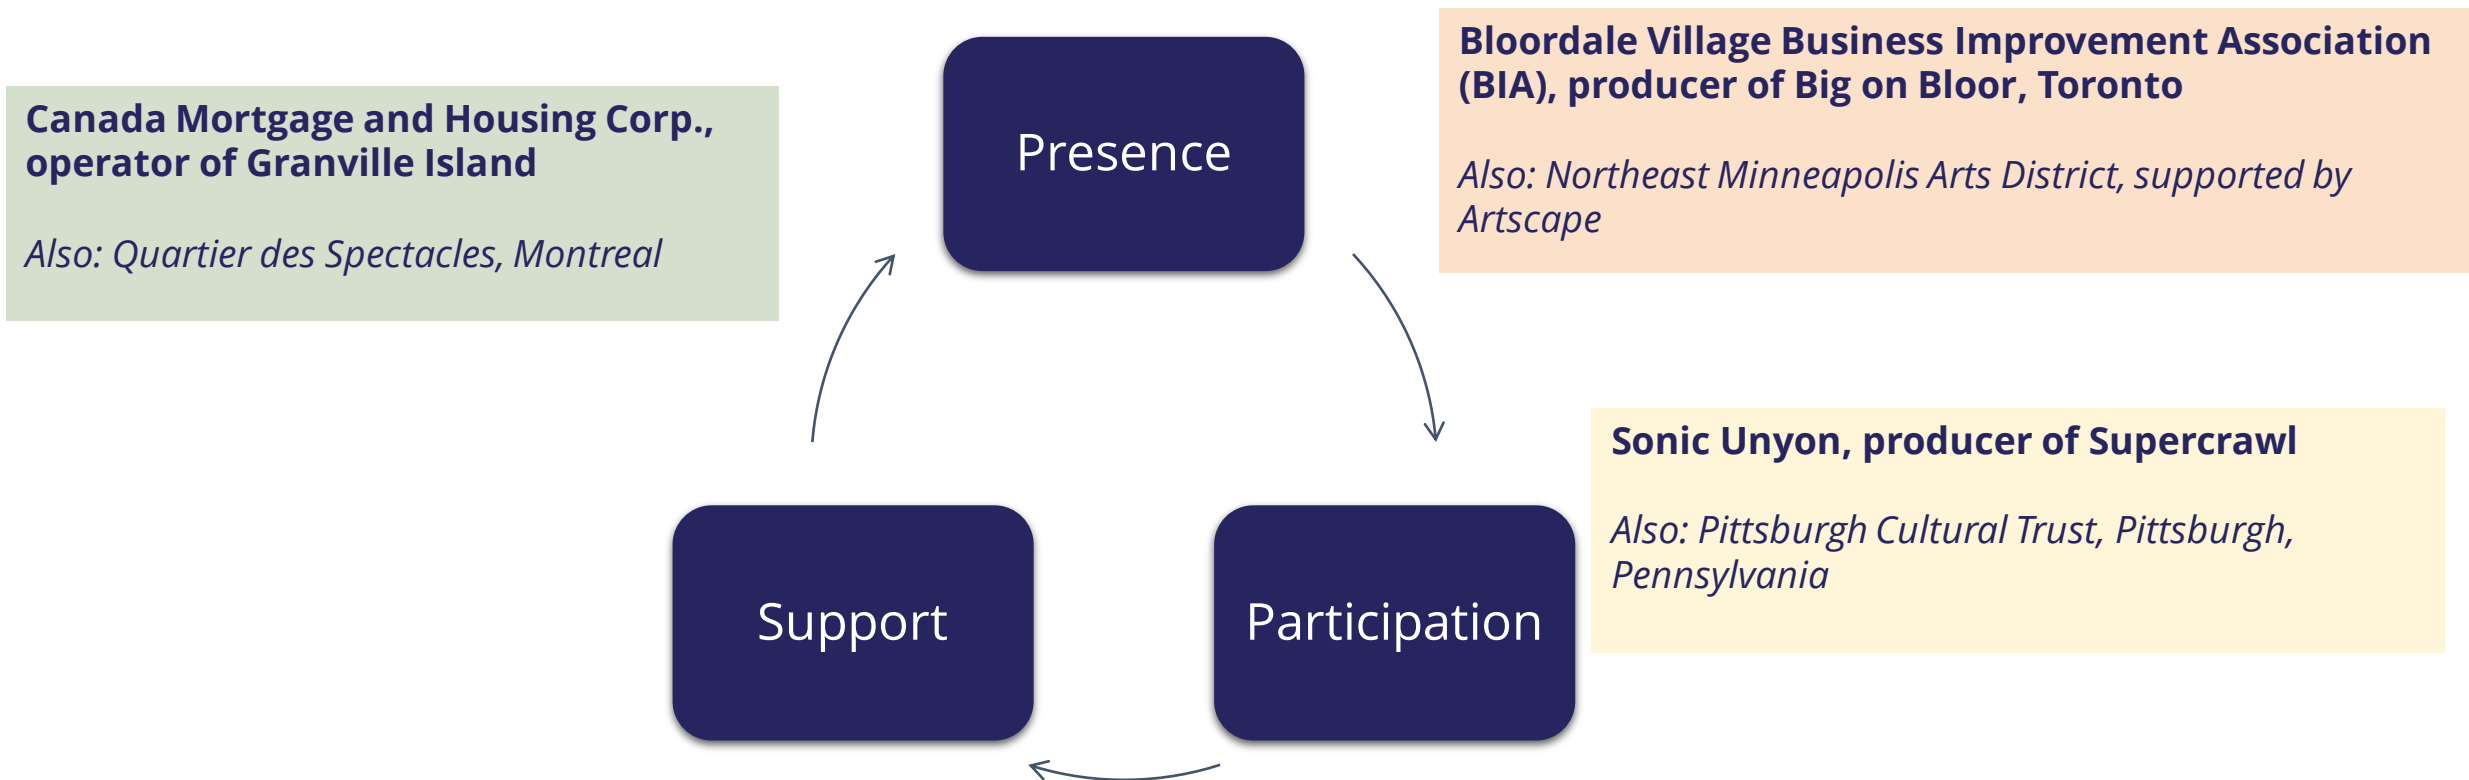 Canada Mortgage and Housing Corp.,
operator of Granville Island
Also: Quartier des Spectacles, Montreal
Presence
Bloordale Village Business Improvement Association
(BIA), producer of Big on Bloor, Toronto
Also: Northeast Minneapolis Arts District, supported by
Artscape
Sonic Unyon, producer of Supercrawl
Also: Pittsburgh Cultural Trust, Pittsburgh,
Pennsylvania
Support
Participation